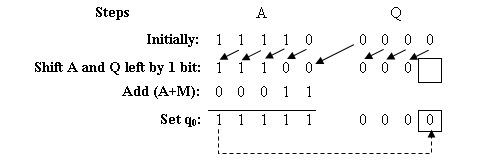 Steps A Q
Initially: 1 1 1 1 0 0 0 0 0
Shift A and Q left by 1 bit: 1 1 1 0 0 0 0 0
Add (A+M): 0 0 0 1 1
Set q₀: 1 1 1 1 1 0 0 0 0